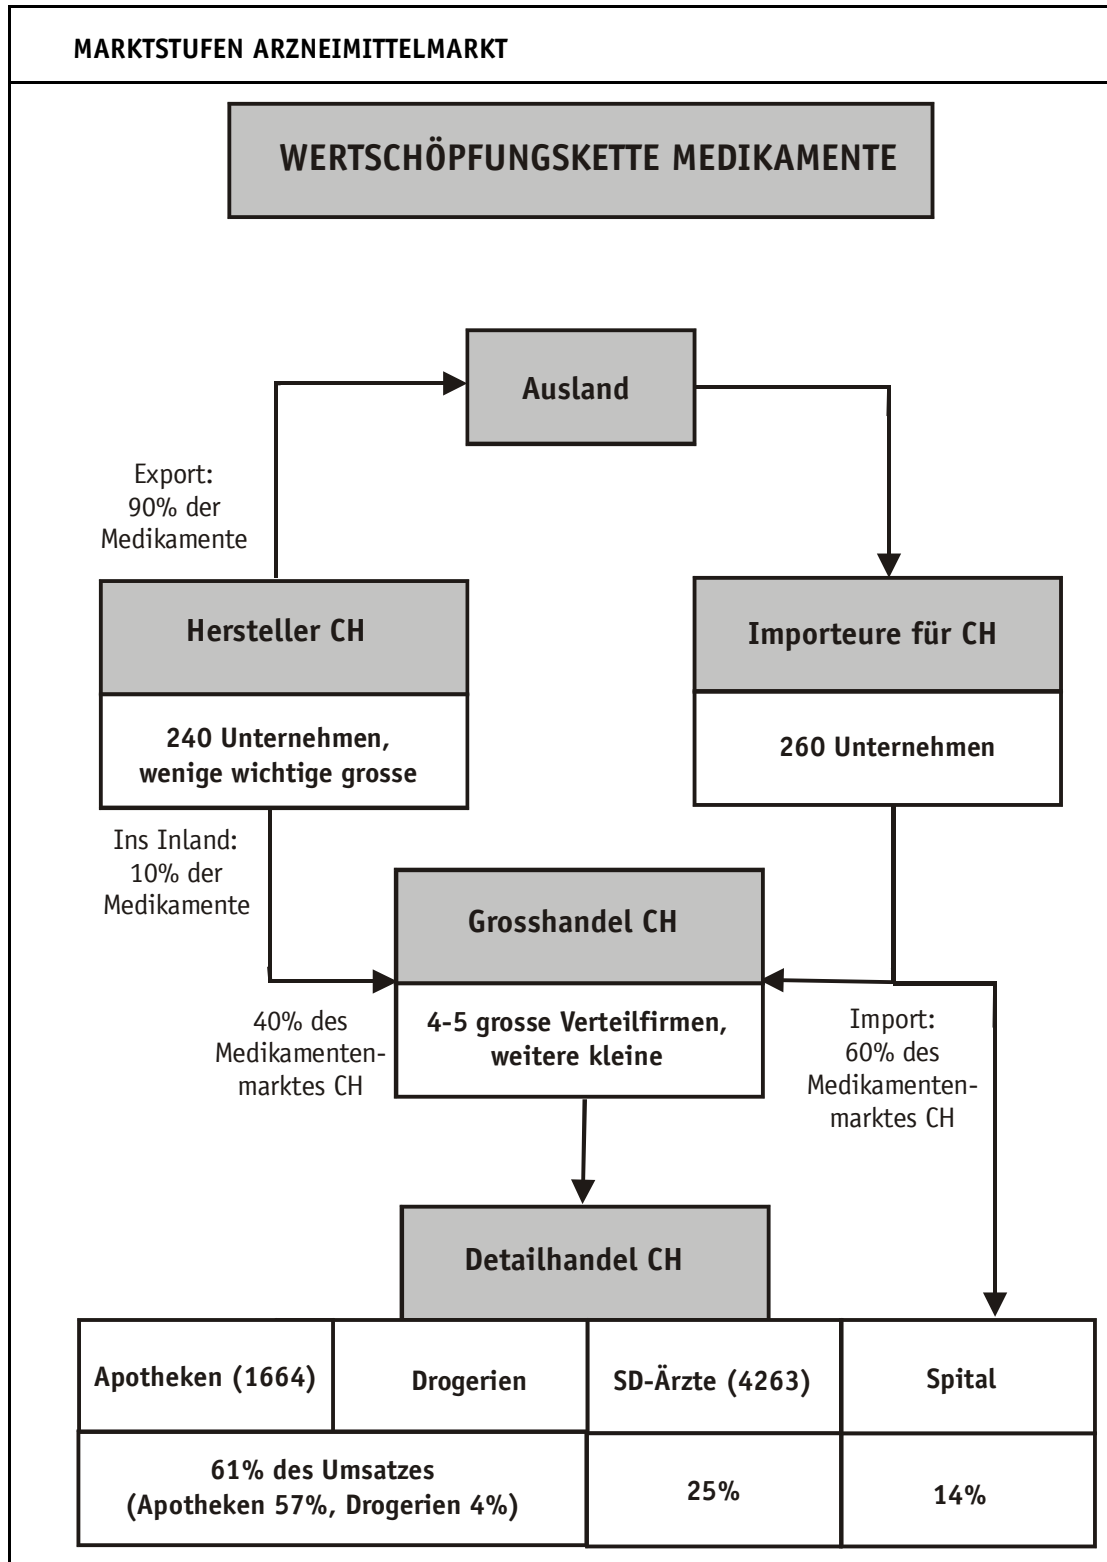 MARKTSTUFEN ARZNEIMITTELMARKT
WERTSCHÖPFUNGSKETTE MEDIKAMENTE
Ausland
Export:
90% der
Medikamente
Hersteller CH
Importeure für CH
240 Unternehmen,
wenige wichtige grosse
260 Unternehmen
Ins Inland:
10% der
Medikamente
Grosshandel CH
4-5 grosse Verteilfirmen,
weitere kleine
40% des
Medikamenten-
marktes CH
Import:
60% des
Medikamenten-
marktes CH
Detailhandel CH
Apotheken (1664)
Drogerien
SD-Ärzte (4263)
Spital
61% des Umsatzes
(Apotheken 57%, Drogerien 4%)
25%
14%